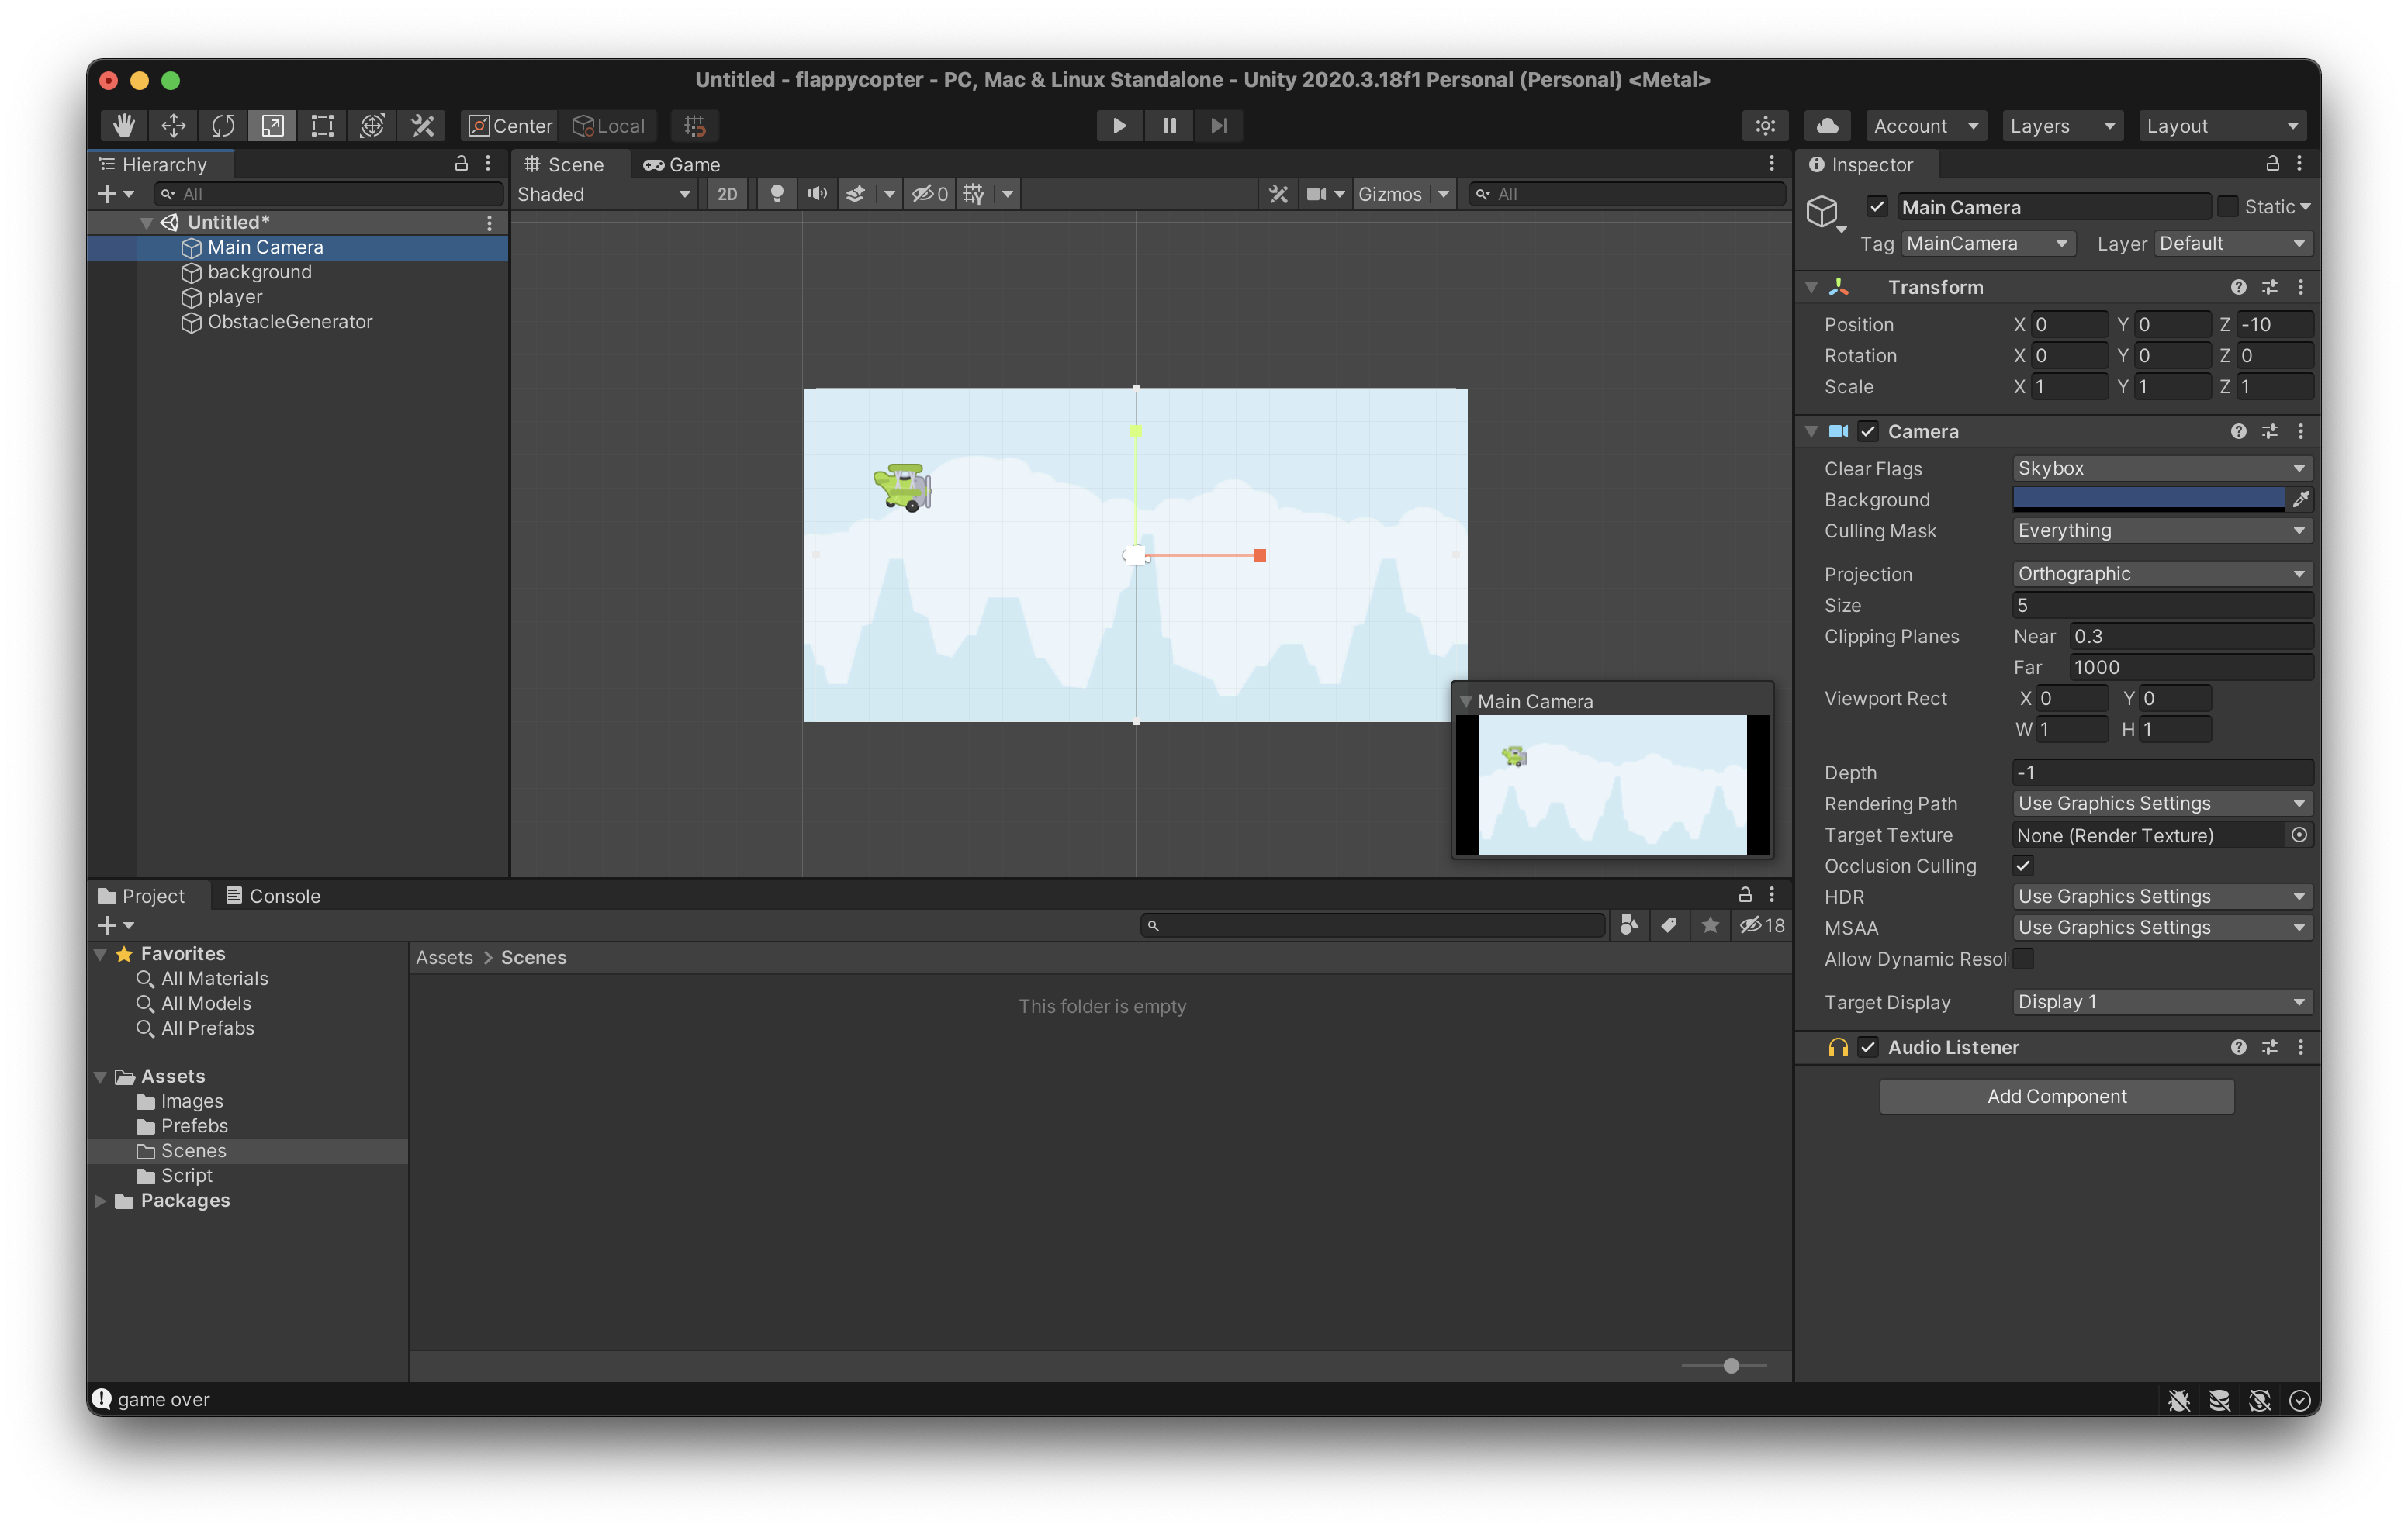 Untitled - flappycopter - PC, Mac & Linux Standalone - Unity 2020.3.18f1 Personal (Personal) <Metal>
Center Local Account Layers Layout
Hierarchy
All
Untitled*
Main Camera
background
player
ObstacleGenerator
Scene Game
Shaded 2D 0 Gizmos All
Main Camera
Inspector
Main Camera Static
Tag MainCamera Layer Default
Transform
Position X 0 Y 0 Z -10
Rotation X 0 Y 0 Z 0
Scale X 1 Y 1 Z 1
Camera
Clear Flags Skybox
Background
Culling Mask Everything
Projection Orthographic
Size 5
Clipping Planes Near 0.3
Far 1000
Viewport Rect X 0 Y 0
W 1 H 1
Depth -1
Rendering Path Use Graphics Settings
Target Texture None (Render Texture)
Occlusion Culling
HDR Use Graphics Settings
MSAA Use Graphics Settings
Allow Dynamic Resol
Target Display Display 1
Audio Listener
Add Component
Project Console
18
Favorites
All Materials
All Models
All Prefabs
Assets
Images
Prefebs
Scenes
Script
Packages
Assets > Scenes
This folder is empty
game over